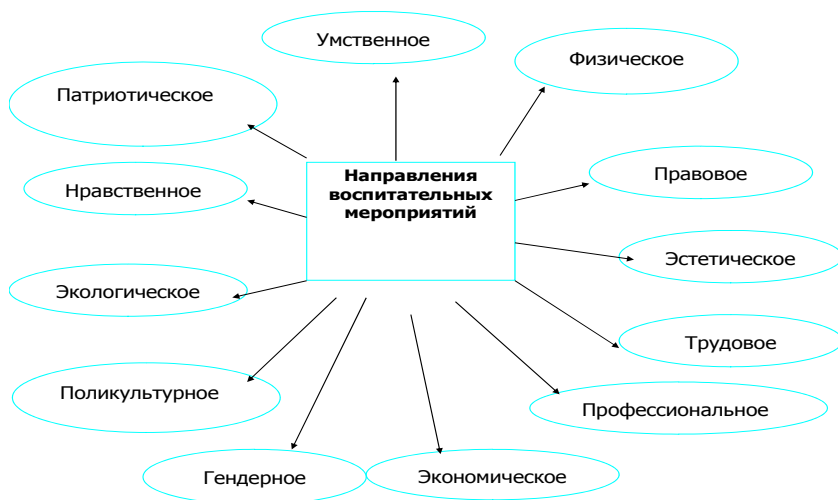 Умственное
Физическое
Патриотическое
Направления
воспитательных
мероприятий
Правовое
Нравственное
Эстетическое
Экологическое
Трудовое
Поликультурное
Профессиональное
Гендерное
Экономическое